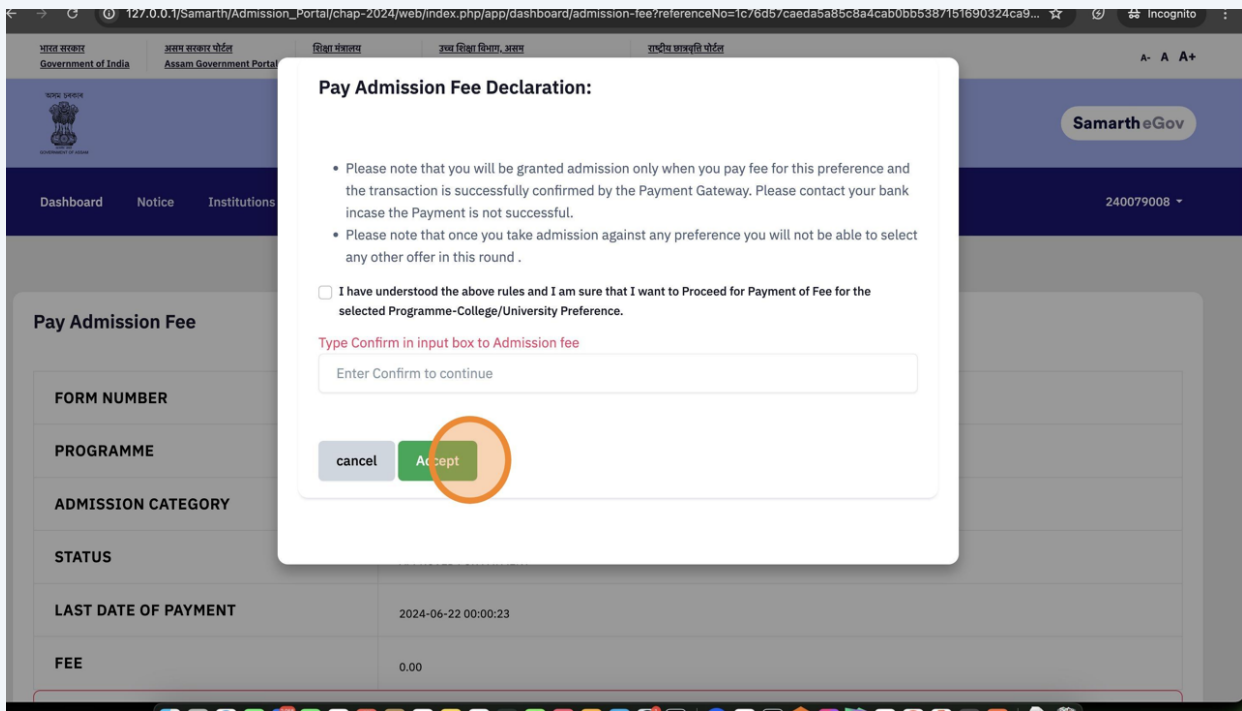 127.0.0.1/Samarth/Admission_Portal/chap-2024/web/index.php/app/dashboard/admission-fee?referenceNo=1c76d57caeda5a85c8a4cab0bb5387151690324ca9... Incognito
भारत सरकार असम सरकार पोर्टल शिक्षा मंत्रालय उच्च शिक्षा विभाग, असम राष्ट्रीय छात्रवृत्ति पोर्टल
Government of India Assam Government Portal A- A A+
Samarth eGov
Dashboard Notice Institutions 240079008
Pay Admission Fee Declaration:
• Please note that you will be granted admission only when you pay fee for this preference and
the transaction is successfully confirmed by the Payment Gateway. Please contact your bank
incase the Payment is not successful.
• Please note that once you take admission against any preference you will not be able to select
any other offer in this round .
I have understood the above rules and I am sure that I want to Proceed for Payment of Fee for the
selected Programme-College/University Preference.
Type Confirm in input box to Admission fee
Enter Confirm to continue
cancel Accept
Pay Admission Fee
FORM NUMBER
PROGRAMME
ADMISSION CATEGORY
STATUS
LAST DATE OF PAYMENT 2024-06-22 00:00:23
FEE 0.00